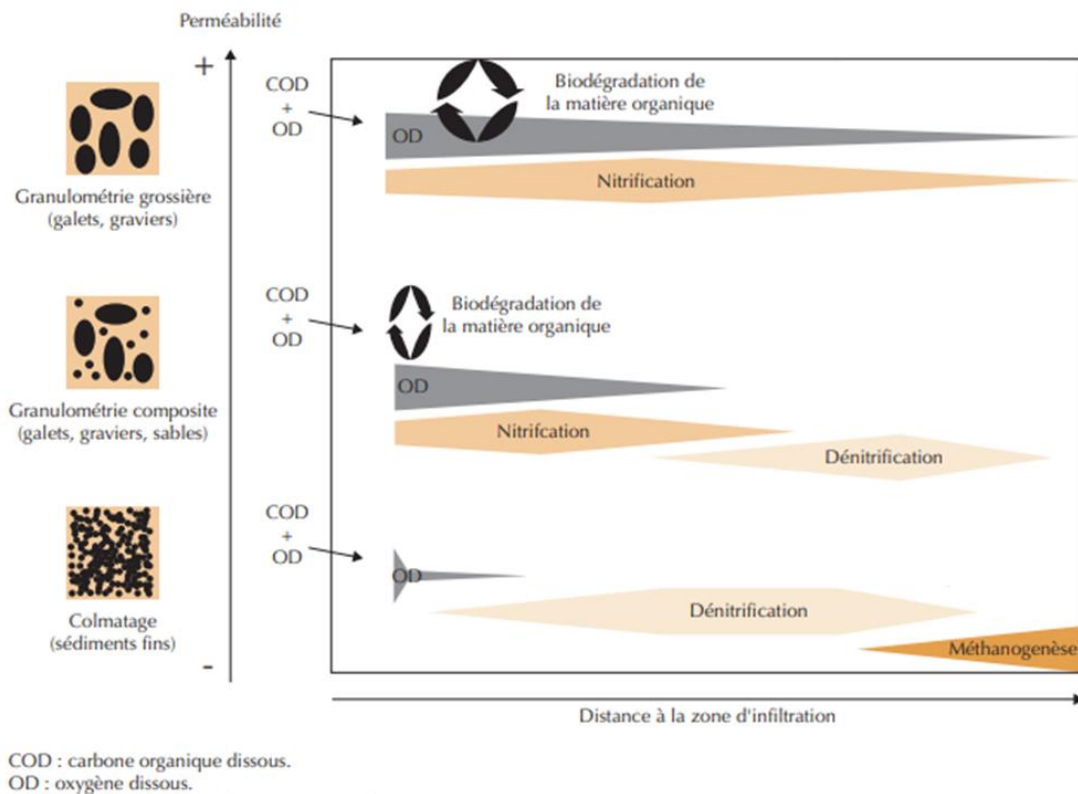 Perméabilité
+
COD
+
OD
Biodégradation de
la matière organique
OD
Nitrification
Granulométrie grossière
(galets, graviers)
COD
+
OD
Biodégradation de
la matière organique
OD
Granulométrie composite
(galets, graviers, sables)
Nitrifcation
Dénitrification
COD
+
OD
OD
Dénitrification
Colmatage
(sédiments fins)
Méthanogenèse
-
Distance à la zone d'infiltration
COD : carbone organique dissous.
OD : oxygène dissous.